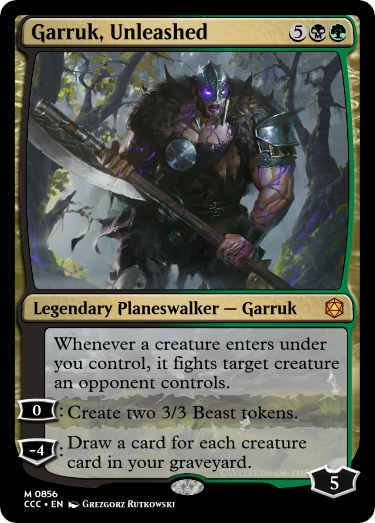 Garruk, Unleashed 5
Legendary Planeswalker — Garruk
Whenever a creature enters under
you control, it fights target creature
an opponent controls.
0 : Create two 3/3 Beast tokens.
-4 : Draw a card for each creature
card in your graveyard.
5
M 0856
CCC • EN Grezgorz Rutkowski